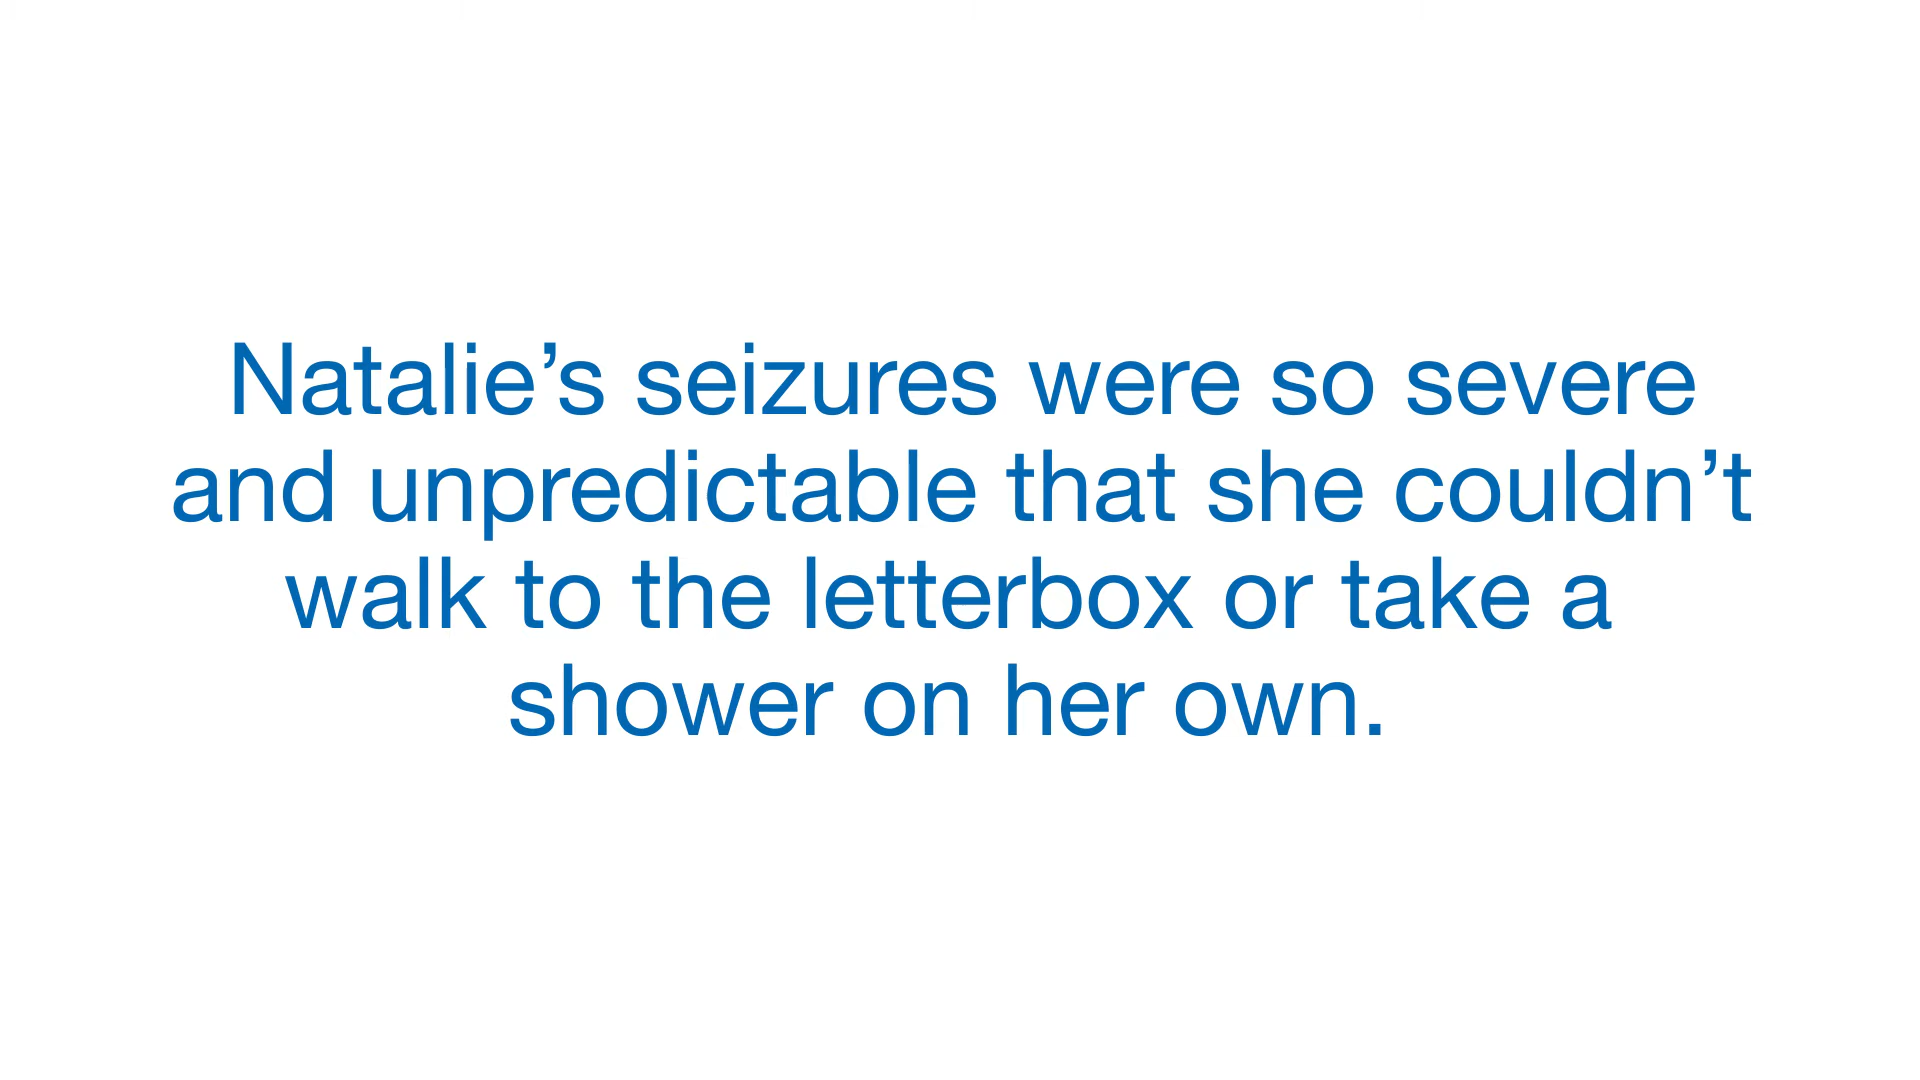 Natalie’s seizures were so severe
and unpredictable that she couldn’t
walk to the letterbox or take a
shower on her own.